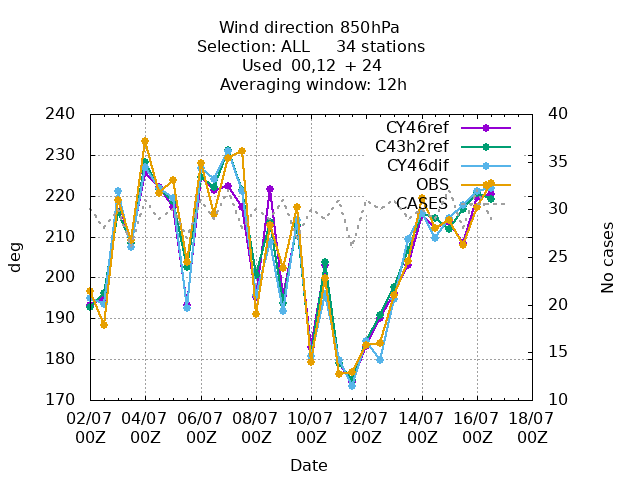 Wind direction 850hPa
Selection: ALL 34 stations
Used 00,12 + 24
Averaging window: 12h
240
230
220
210
200
190
180
170
deg
40
35
30
25
20
15
10
No cases
CY46ref
C43h2ref
CY46dif
OBS
CASES
02/07 04/07 06/07 08/07 10/07 12/07 14/07 16/07 18/07
00Z 00Z 00Z 00Z 00Z 00Z 00Z 00Z 00Z
Date